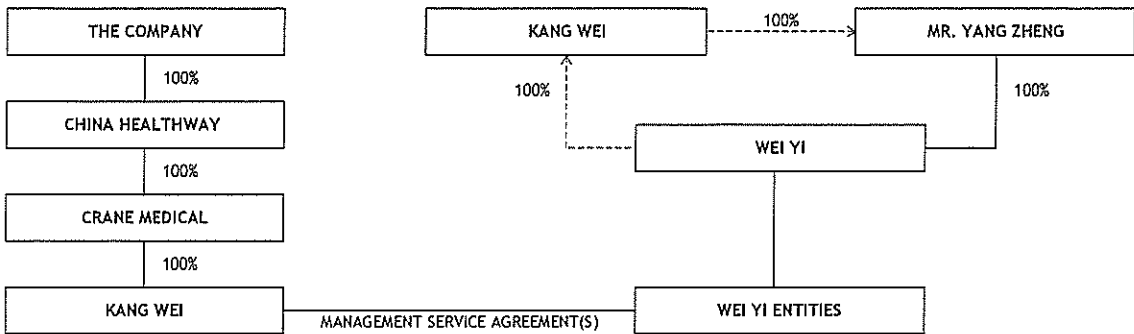 THE COMPANY
100%
CHINA HEALTHWAY
100%
CRANE MEDICAL
100%
KANG WEI
MANAGEMENT SERVICE AGREEMENT(S)
KANG WEI
100%
MR. YANG ZHENG
100%
100%
WEI YI
WEI YI ENTITIES